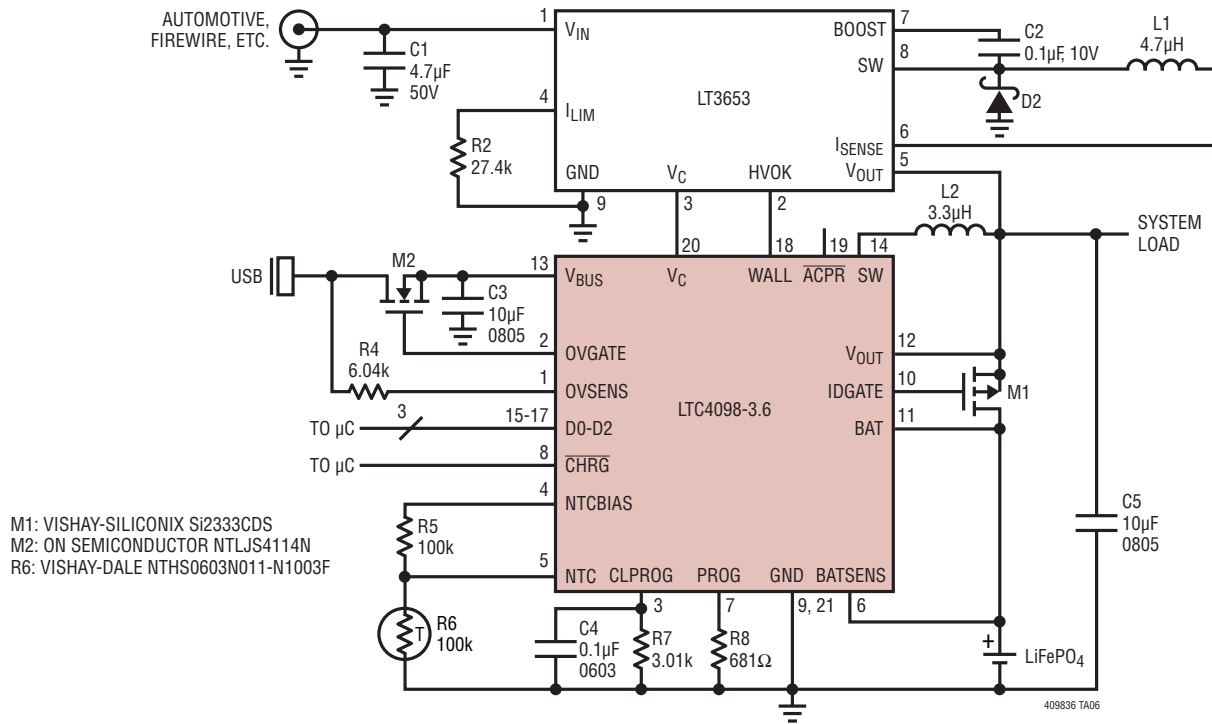 AUTOMOTIVE,
FIREWIRE, ETC.
1
VIN
C1
4.7µF
50V
4
ILIM
R2
27.4k
GND
9
LT3653
VC
3
HVOK
2
BOOST
7
C2
0.1µF, 10V
SW
8
D2
L1
4.7µH
ISENSE
6
VOUT
5
L2
3.3µH
SYSTEM
LOAD
USB
M2
13
VBUS
C3
10µF
0805
20
VC
18
WALL
19
ACPR
14
SW
2
OVGATE
R4
6.04k
1
OVSENS
LTC4098-3.6
12
VOUT
10
IDGATE
M1
11
BAT
TO µC
3
15-17
D0-D2
TO µC
8
CHRG
4
NTCBIAS
R5
100k
5
NTC
T
R6
100k
CLPROG
3
PROG
7
GND
9, 21
BATSENS
6
C4
0.1µF
0603
R7
3.01k
R8
681Ω
C5
10µF
0805
+
LiFePO4
M1: VISHAY-SILICONIX Si2333CDS
M2: ON SEMICONDUCTOR NTLJS4114N
R6: VISHAY-DALE NTHS0603N011-N1003F
409836 TA06